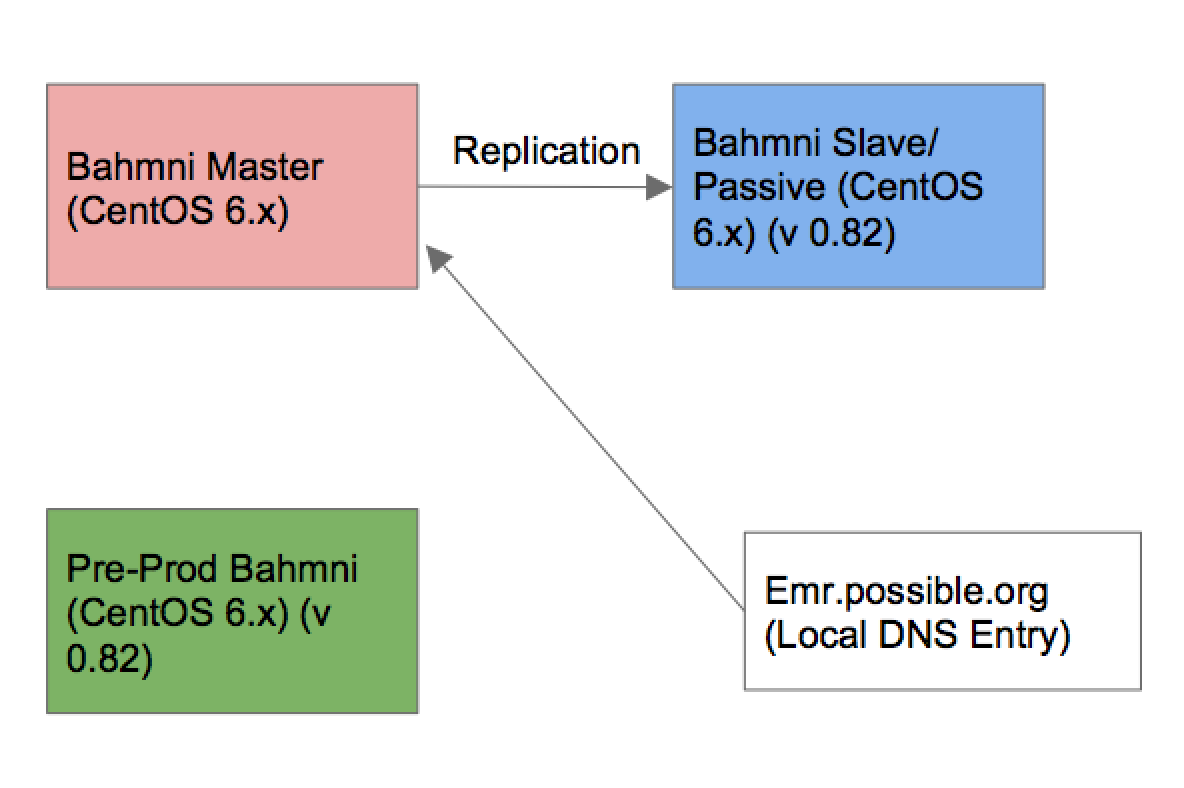 Bahmni Master
(CentOS 6.x)
Replication
Bahmni Slave/
Passive (CentOS
6.x) (v 0.82)
Pre-Prod Bahmni
(CentOS 6.x) (v
0.82)
Emr.possible.org
(Local DNS Entry)